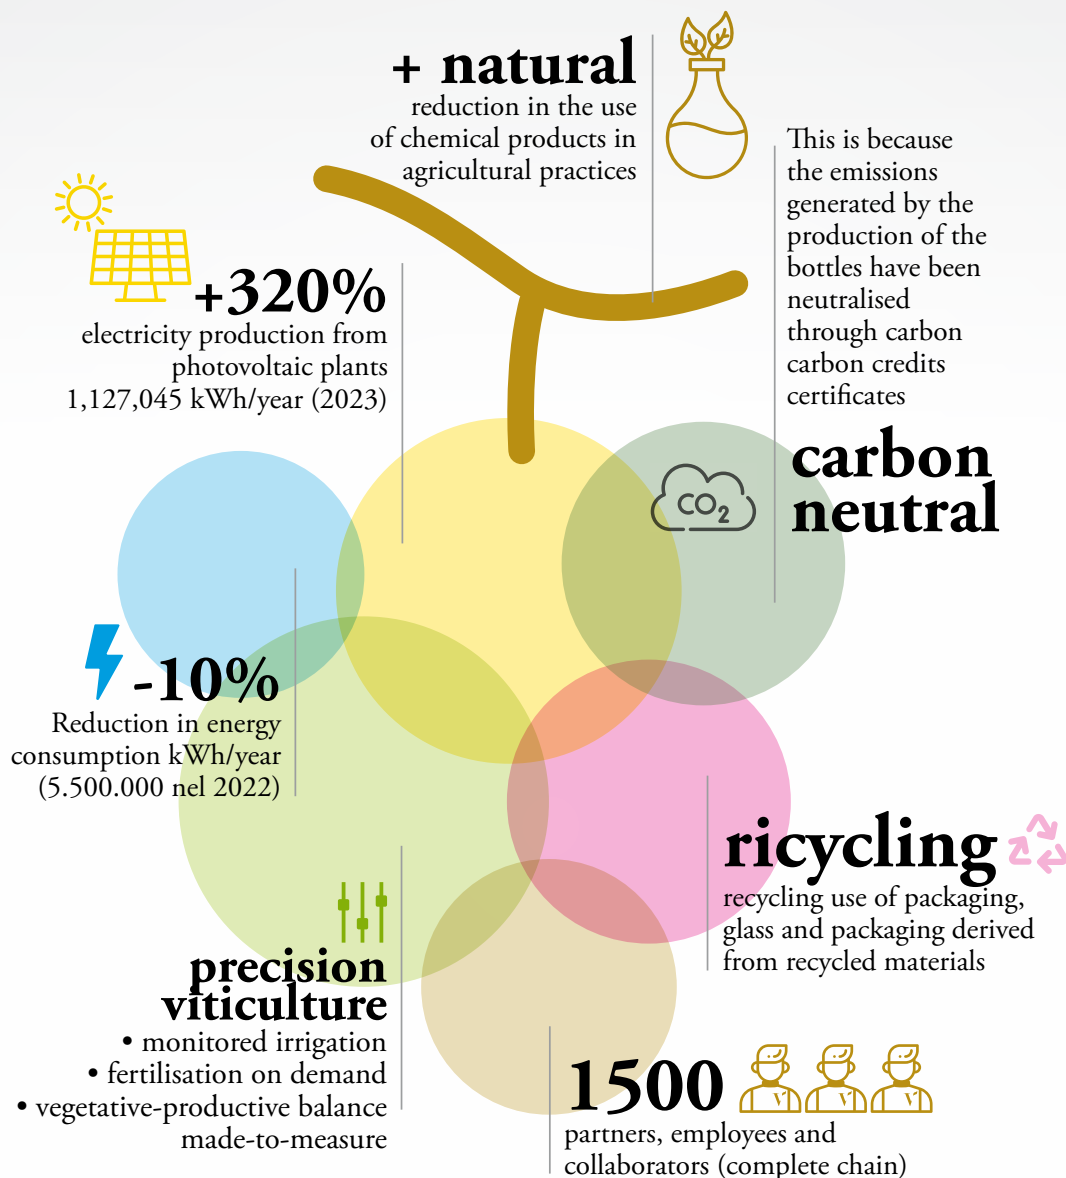 + natural
reduction in the use
of chemical products in
agricultural practices
This is because
the emissions
generated by the
production of the
bottles have been
neutralised
through carbon
carbon credits
certificates
carbon
neutral
CO2
+320%
electricity production from
photovoltaic plants
1,127,045 kWh/year (2023)
-10%
Reduction in energy
consumption kWh/year
(5.500.000 nel 2022)
ricycling
recycling use of packaging,
glass and packaging derived
from recycled materials
precision
viticulture
• monitored irrigation
• fertilisation on demand
• vegetative-productive balance
made-to-measure
1500
partners, employees and
collaborators (complete chain)